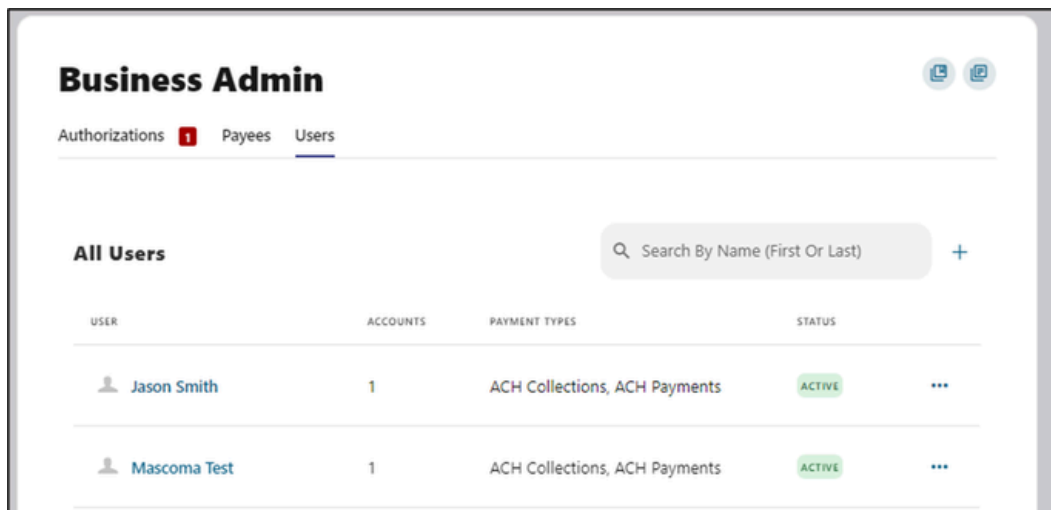 Business Admin
Authorizations 1 Payees Users
All Users
Search By Name (First Or Last)
USER ACCOUNTS PAYMENT TYPES STATUS
Jason Smith 1 ACH Collections, ACH Payments ACTIVE
Mascoma Test 1 ACH Collections, ACH Payments ACTIVE